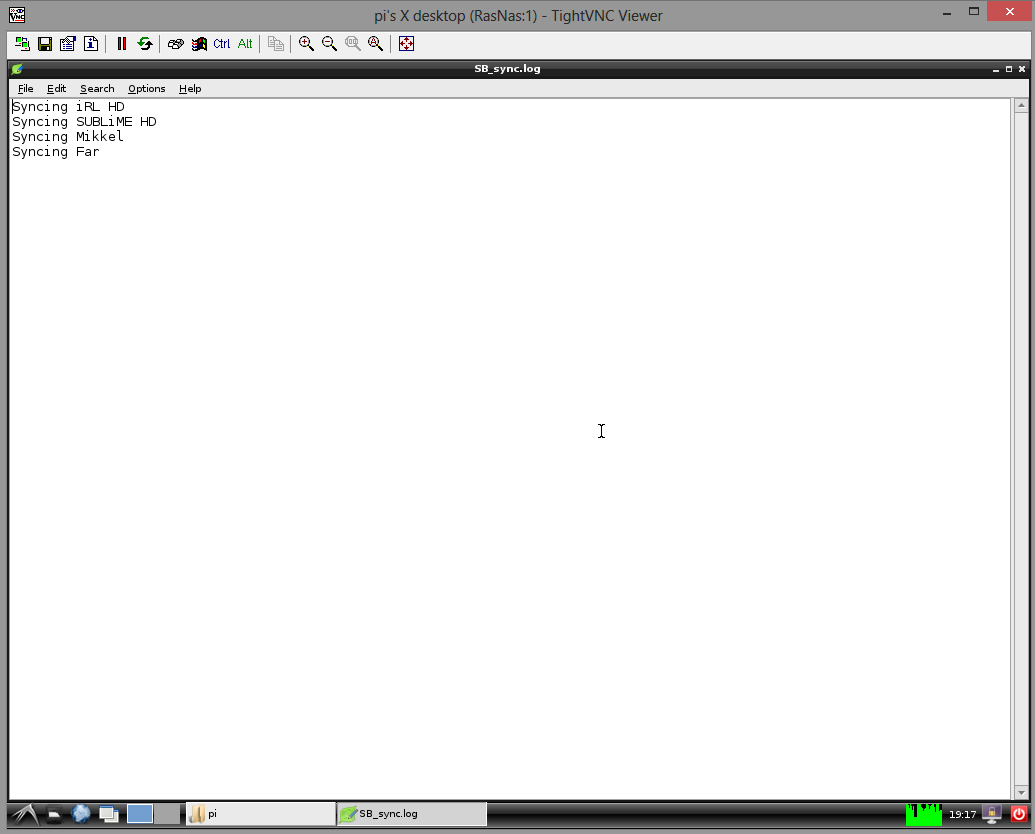 pi's X desktop (RasNas:1) - TightVNC Viewer
Ctrl Alt
SB_sync.log
File Edit Search Options Help
Syncing iRL HD
Syncing SUBLiME HD
Syncing Mikkel
Syncing Far
pi SB_sync.log 19:17